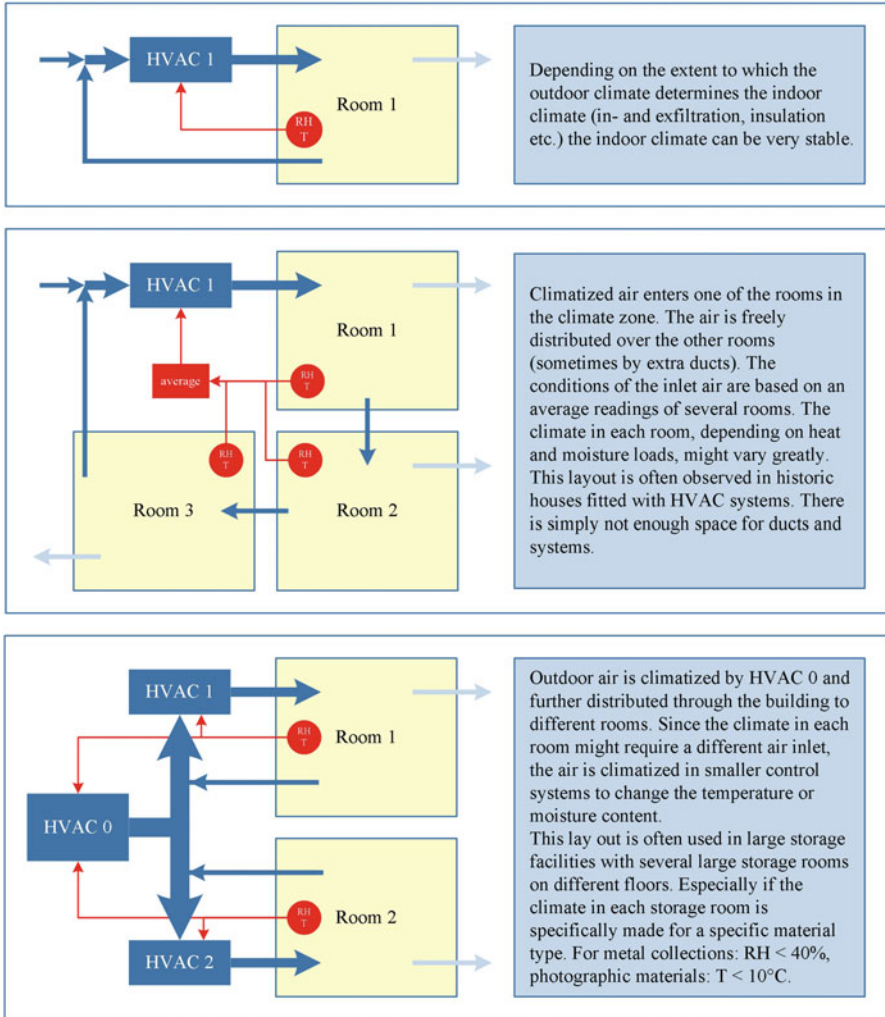 HVAC 1
Room 1
RH
T
Depending on the extent to which the
outdoor climate determines the indoor
climate (in- and exfiltration, insulation
etc.) the indoor climate can be very stable.
HVAC 1
Room 1
average
RH
T
RH
T
RH
T
Room 3
Room 2
Climatized air enters one of the rooms in
the climate zone. The air is freely
distributed over the other rooms
(sometimes by extra ducts). The
conditions of the inlet air are based on an
average readings of several rooms. The
climate in each room, depending on heat
and moisture loads, might vary greatly.
This layout is often observed in historic
houses fitted with HVAC systems. There
is simply not enough space for ducts and
systems.
HVAC 1
RH
T
Room 1
HVAC 0
RH
T
Room 2
HVAC 2
Outdoor air is climatized by HVAC 0 and
further distributed through the building to
different rooms. Since the climate in each
room might require a different air inlet,
the air is climatized in smaller control
systems to change the temperature or
moisture content.
This lay out is often used in large storage
facilities with several large storage rooms
on different floors. Especially if the
climate in each storage room is
specifically made for a specific material
type. For metal collections: RH < 40%,
photographic materials: T < 10°C.